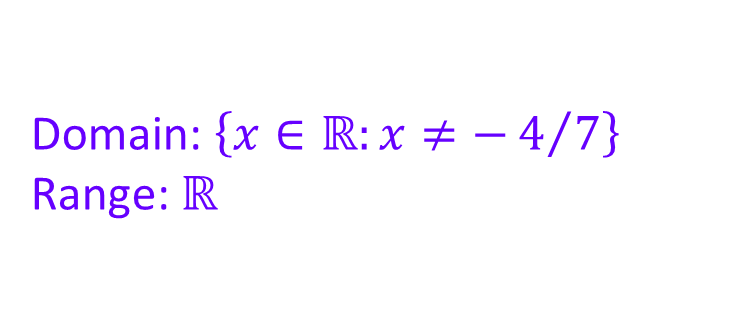 Domain: {𝑥 ∈ ℝ: 𝑥 ≠ − 4/7}
Range: ℝ